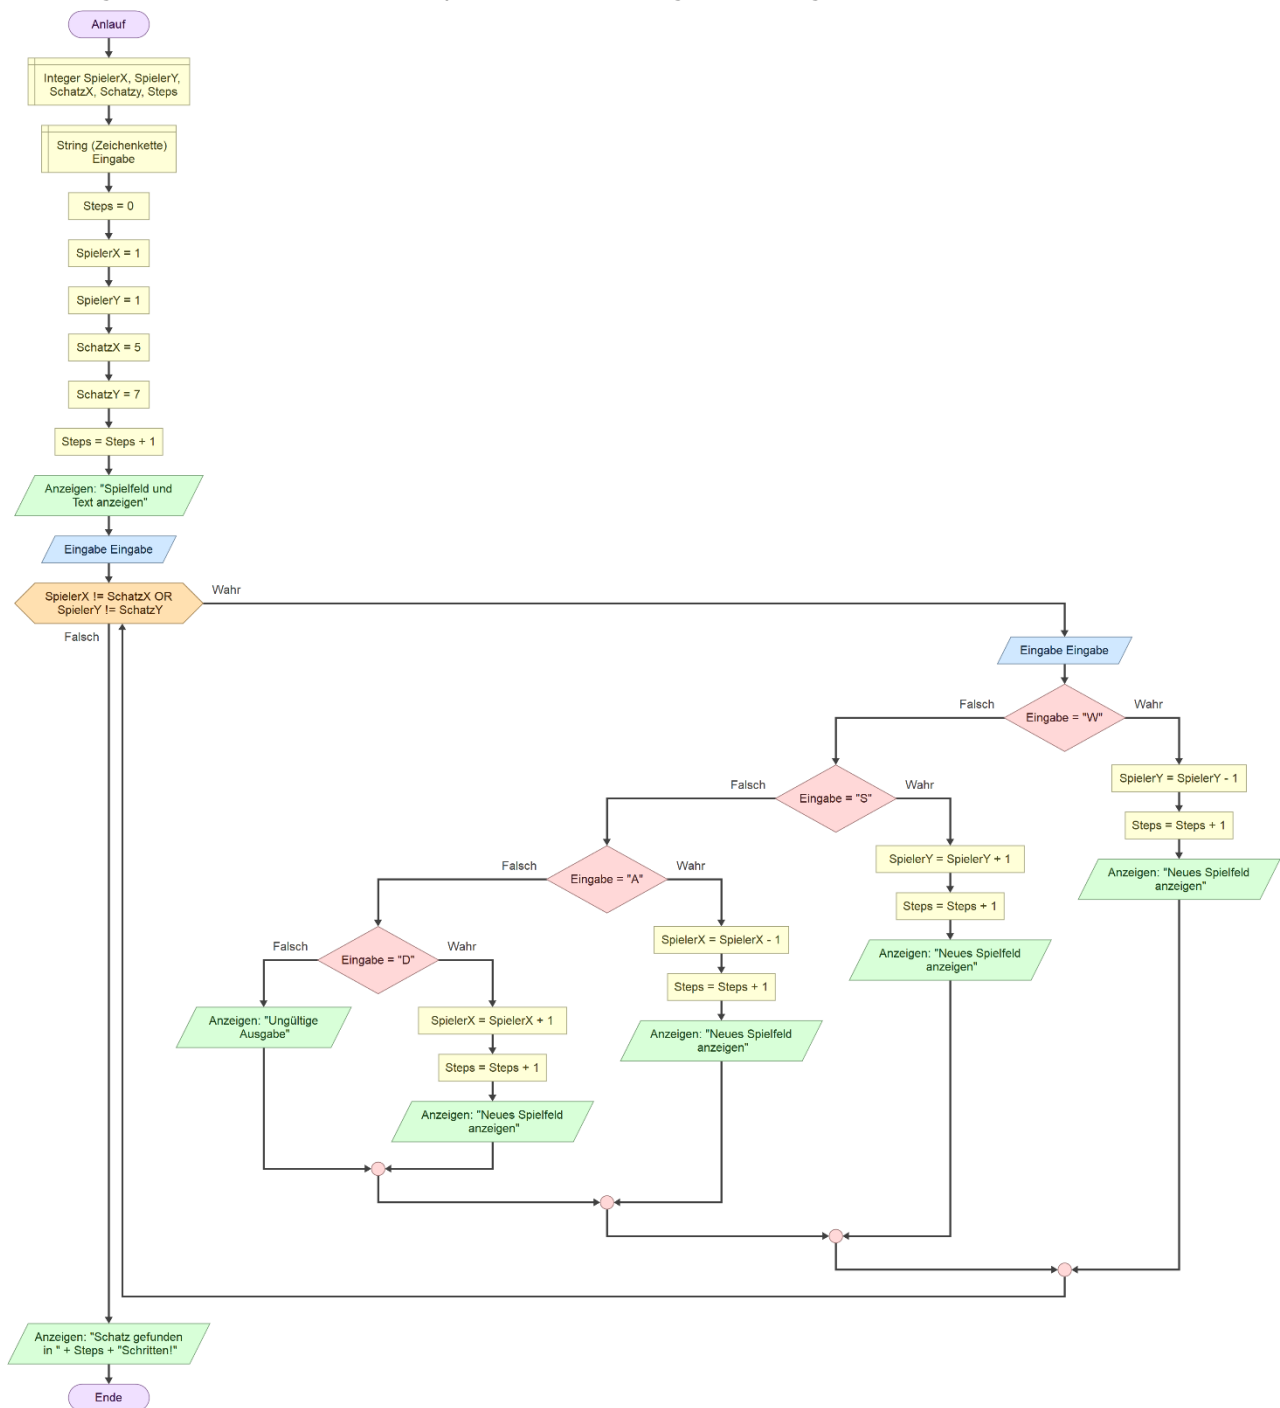 Anlauf
Integer SpielerX, SpielerY,
SchatzX, Schatzy, Steps
String (Zeichenkette)
Eingabe
Steps = 0
SpielerX = 1
SpielerY = 1
SchatzX = 5
SchatzY = 7
Steps = Steps + 1
Anzeigen: "Spielfeld und
Text anzeigen"
Eingabe Eingabe
SpielerX != SchatzX OR
SpielerY != SchatzY
Wahr
Falsch
Eingabe Eingabe
Eingabe = "W"
Falsch
Wahr
SpielerY = SpielerY - 1
Steps = Steps + 1
Anzeigen: "Neues Spielfeld
anzeigen"
Eingabe = "S"
Falsch
Wahr
SpielerY = SpielerY + 1
Steps = Steps + 1
Anzeigen: "Neues Spielfeld
anzeigen"
Eingabe = "A"
Falsch
Wahr
SpielerX = SpielerX - 1
Steps = Steps + 1
Anzeigen: "Neues Spielfeld
anzeigen"
Eingabe = "D"
Falsch
Wahr
Anzeigen: "Ungültige
Ausgabe"
SpielerX = SpielerX + 1
Steps = Steps + 1
Anzeigen: "Neues Spielfeld
anzeigen"
Anzeigen: "Schatz gefunden
in " + Steps + "Schritten!"
Ende